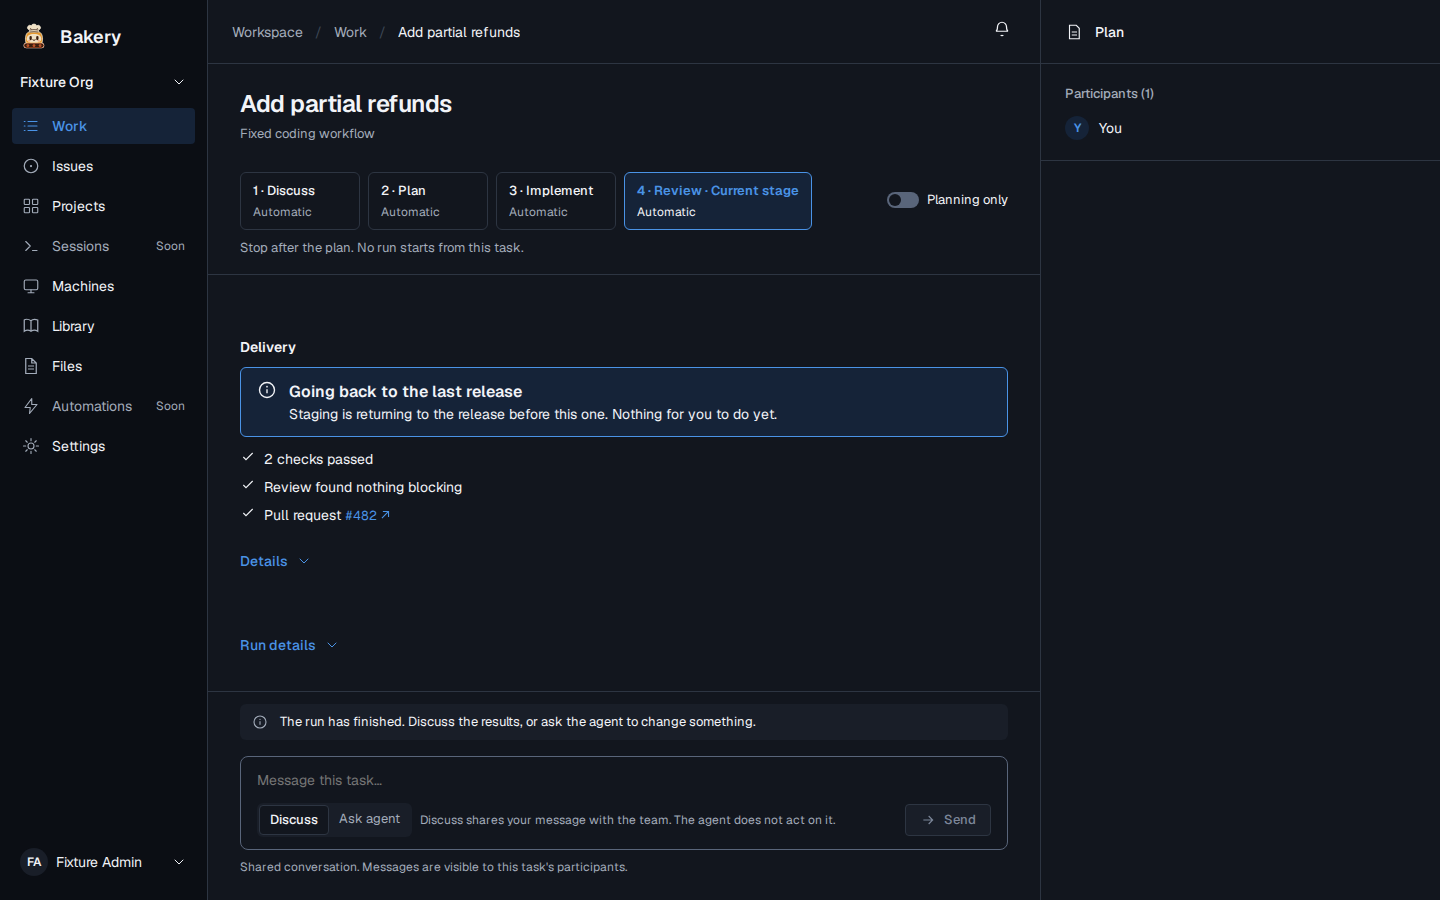 Bakery
Fixture Org
Work
Issues
Projects
Sessions Soon
Machines
Library
Files
Automations Soon
Settings
FA Fixture Admin
Workspace / Work / Add partial refunds
Add partial refunds
Fixed coding workflow
1 · Discuss
Automatic
2 · Plan
Automatic
3 · Implement
Automatic
4 · Review · Current stage
Automatic
Planning only
Stop after the plan. No run starts from this task.
Delivery
Going back to the last release
Staging is returning to the release before this one. Nothing for you to do yet.
2 checks passed
Review found nothing blocking
Pull request #482
Details
Run details
The run has finished. Discuss the results, or ask the agent to change something.
Message this task...
Discuss Ask agent Discuss shares your message with the team. The agent does not act on it. Send
Shared conversation. Messages are visible to this task's participants.
Plan
Participants (1)
Y You